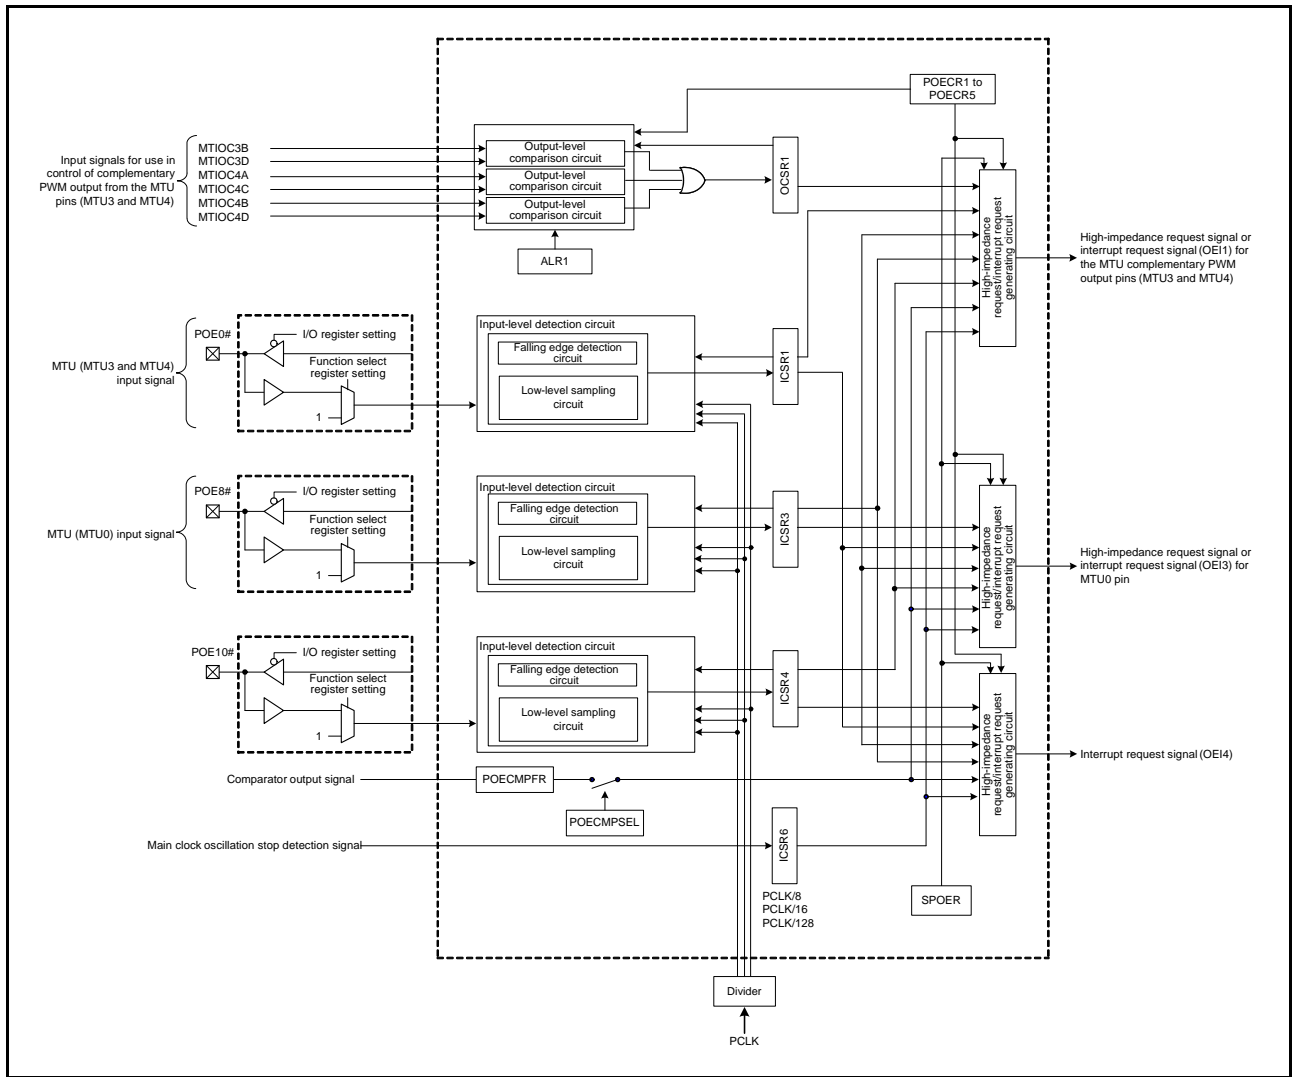 POECR1 to
POECR5
Input signals for use in
control of complementary
PWM output from the MTU
pins (MTU3 and MTU4)
MTIOC3B
MTIOC3D
MTIOC4A
MTIOC4C
MTIOC4B
MTIOC4D
Output-level
comparison circuit
Output-level
comparison circuit
Output-level
comparison circuit
ALR1
OCSR1
High-impedance
request/interrupt request
generating circuit
High-impedance request signal or
interrupt request signal (OEI1) for
the MTU complementary PWM
output pins (MTU3 and MTU4)
MTU (MTU3 and MTU4)
input signal
POE0#
I/O register setting
Function select
register setting
1
Input-level detection circuit
Falling edge detection
circuit
Low-level sampling
circuit
ICSR1
MTU (MTU0) input signal
POE8#
I/O register setting
Function select
register setting
1
Input-level detection circuit
Falling edge detection
circuit
Low-level sampling
circuit
ICSR3
High-impedance
request/interrupt request
generating circuit
High-impedance request signal or
interrupt request signal (OEI3) for
MTU0 pin
POE10#
I/O register setting
Function select
register setting
1
Input-level detection circuit
Falling edge detection
circuit
Low-level sampling
circuit
ICSR4
High-impedance
request/interrupt request
generating circuit
Interrupt request signal (OEI4)
Comparator output signal
POECMPFR
POECMPSEL
Main clock oscillation stop detection signal
ICSR6
PCLK/8
PCLK/16
PCLK/128
SPOER
Divider
PCLK